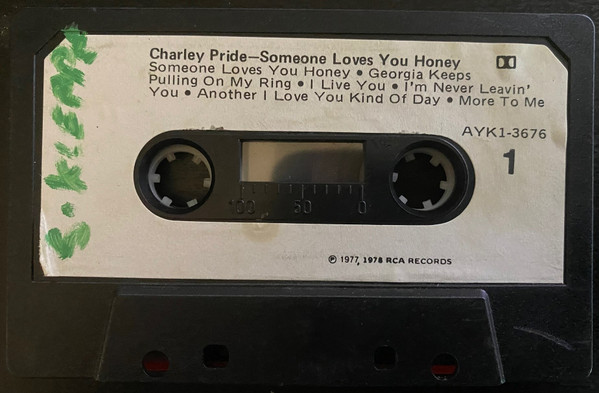 Charley Pride—Someone Loves You Honey
Someone Loves You Honey • Georgia Keeps
Pulling On My Ring • I Live You • I'm Never Leavin'
You • Another I Love You Kind Of Day • More To Me
AYK1-3676
1
100 50 0
℗ 1977, 1978 RCA RECORDS